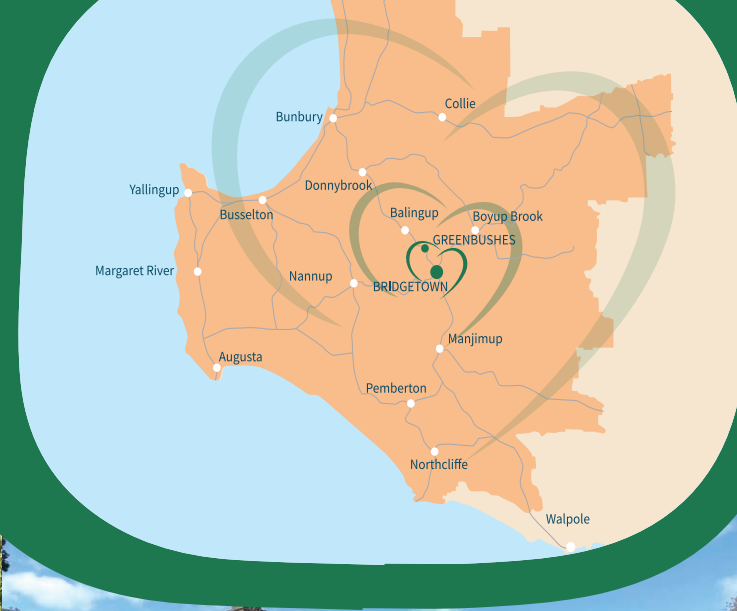 Collie
Bunbury
Donnybrook
Yallingup
Busselton
Balingup
Boyup Brook
GREENBUSHES
Margaret River
Nannup
BRIDGETOWN
Manjimup
Augusta
Pemberton
Northcliffe
Walpole